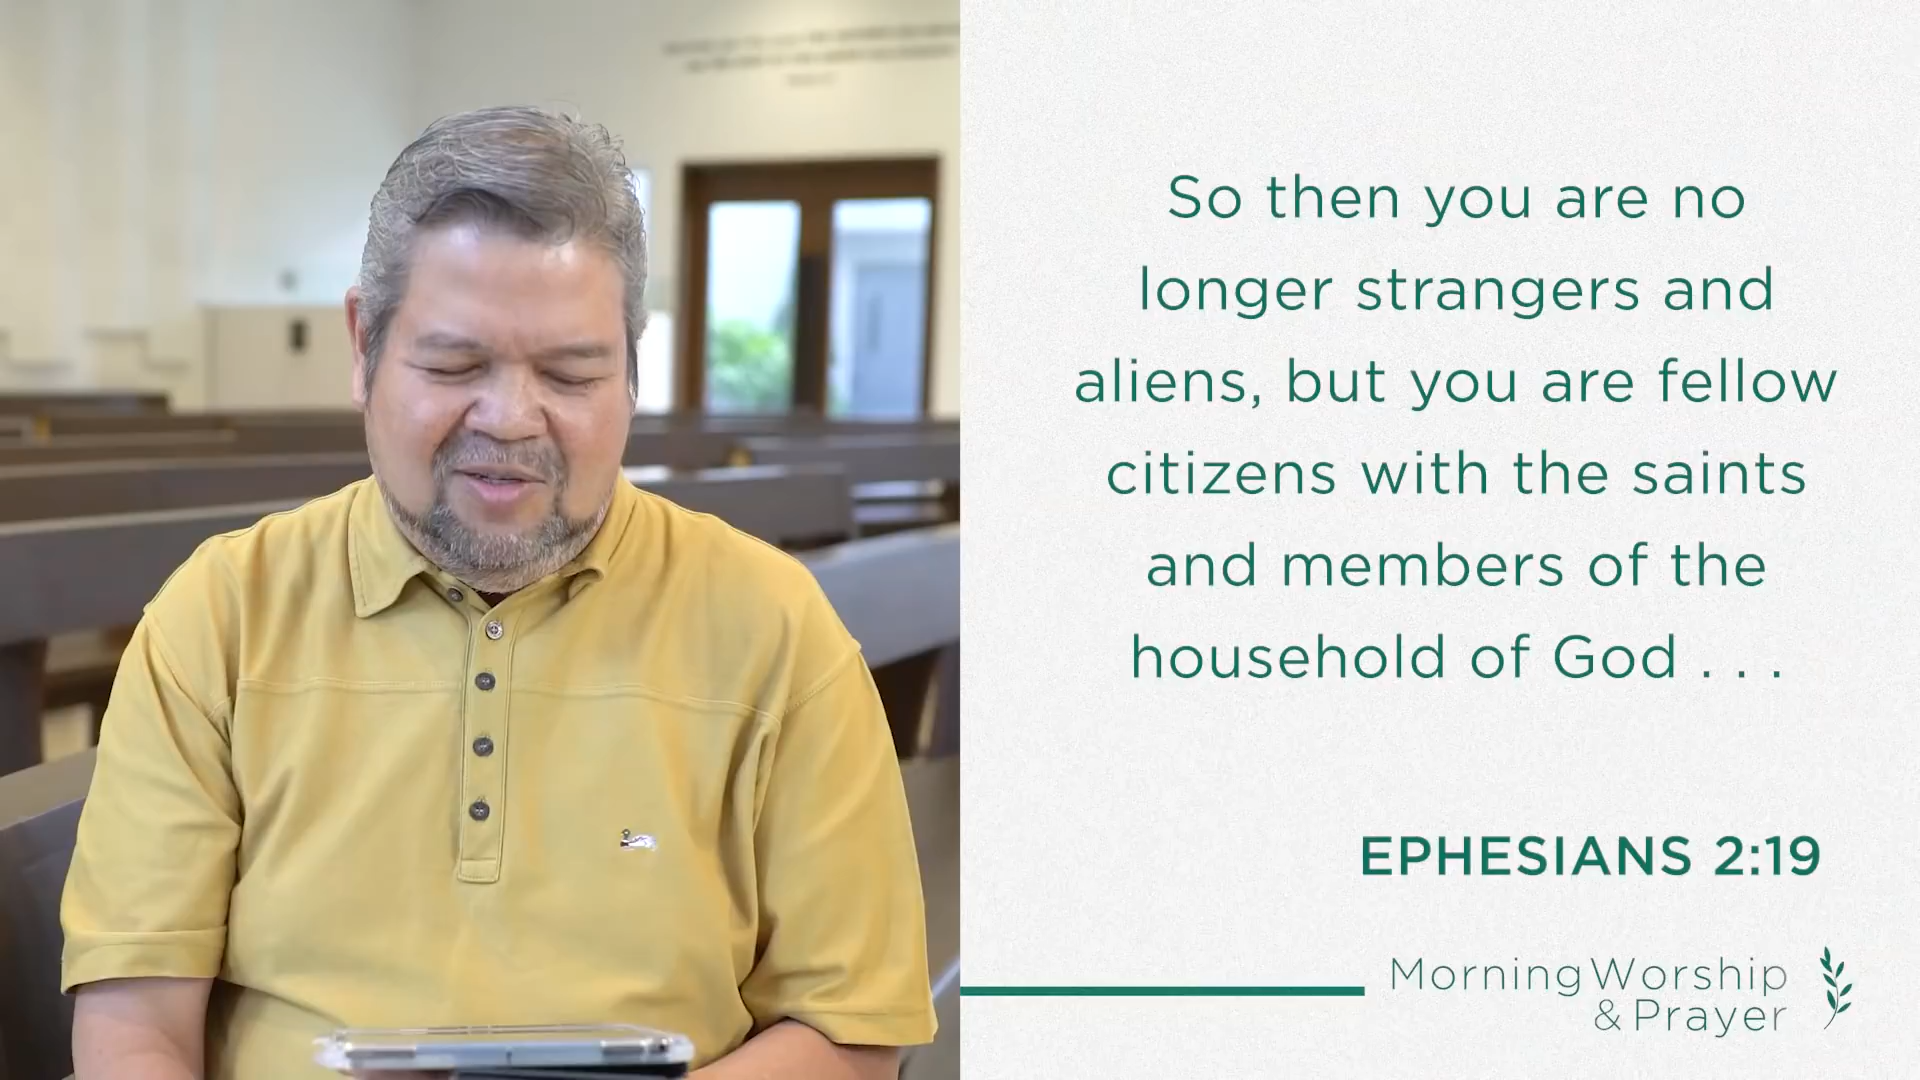 So then you are no
longer strangers and
aliens, but you are fellow
citizens with the saints
and members of the
household of God . . .
EPHESIANS 2:19
Morning Worship
& Prayer